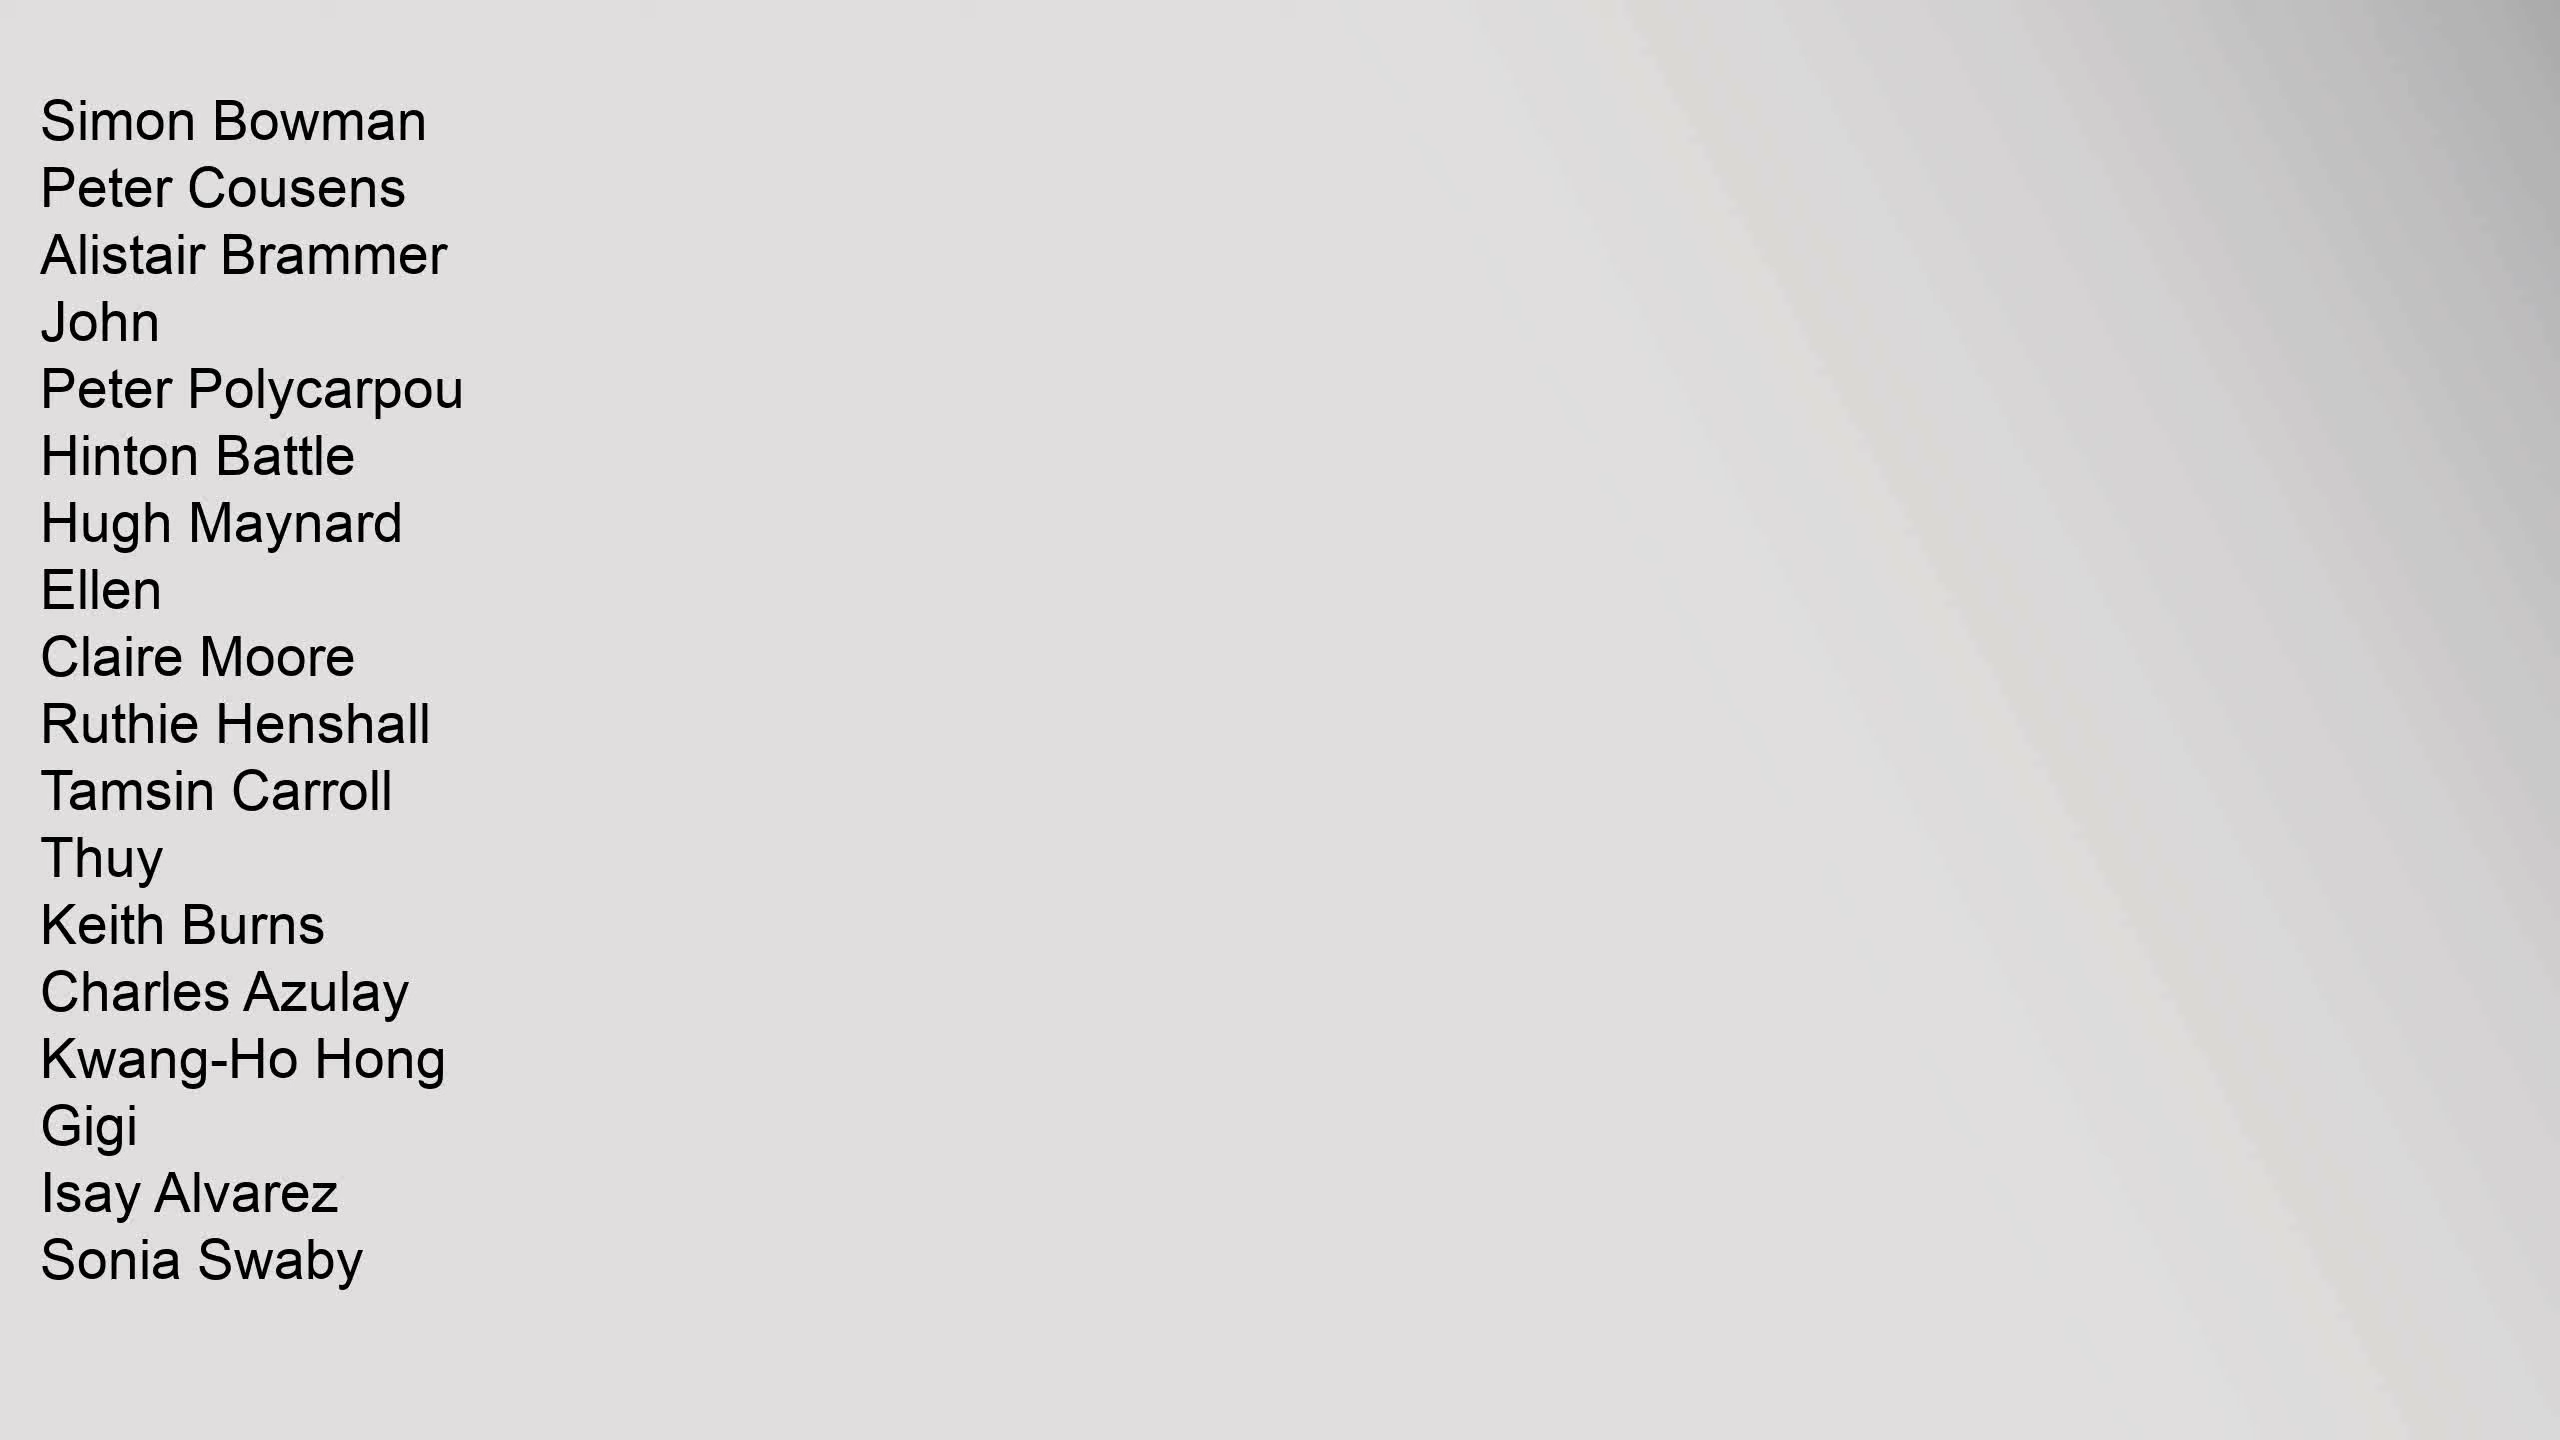 Simon Bowman
Peter Cousens
Alistair Brammer
John
Peter Polycarpou
Hinton Battle
Hugh Maynard
Ellen
Claire Moore
Ruthie Henshall
Tamsin Carroll
Thuy
Keith Burns
Charles Azulay
Kwang-Ho Hong
Gigi
Isay Alvarez
Sonia Swaby